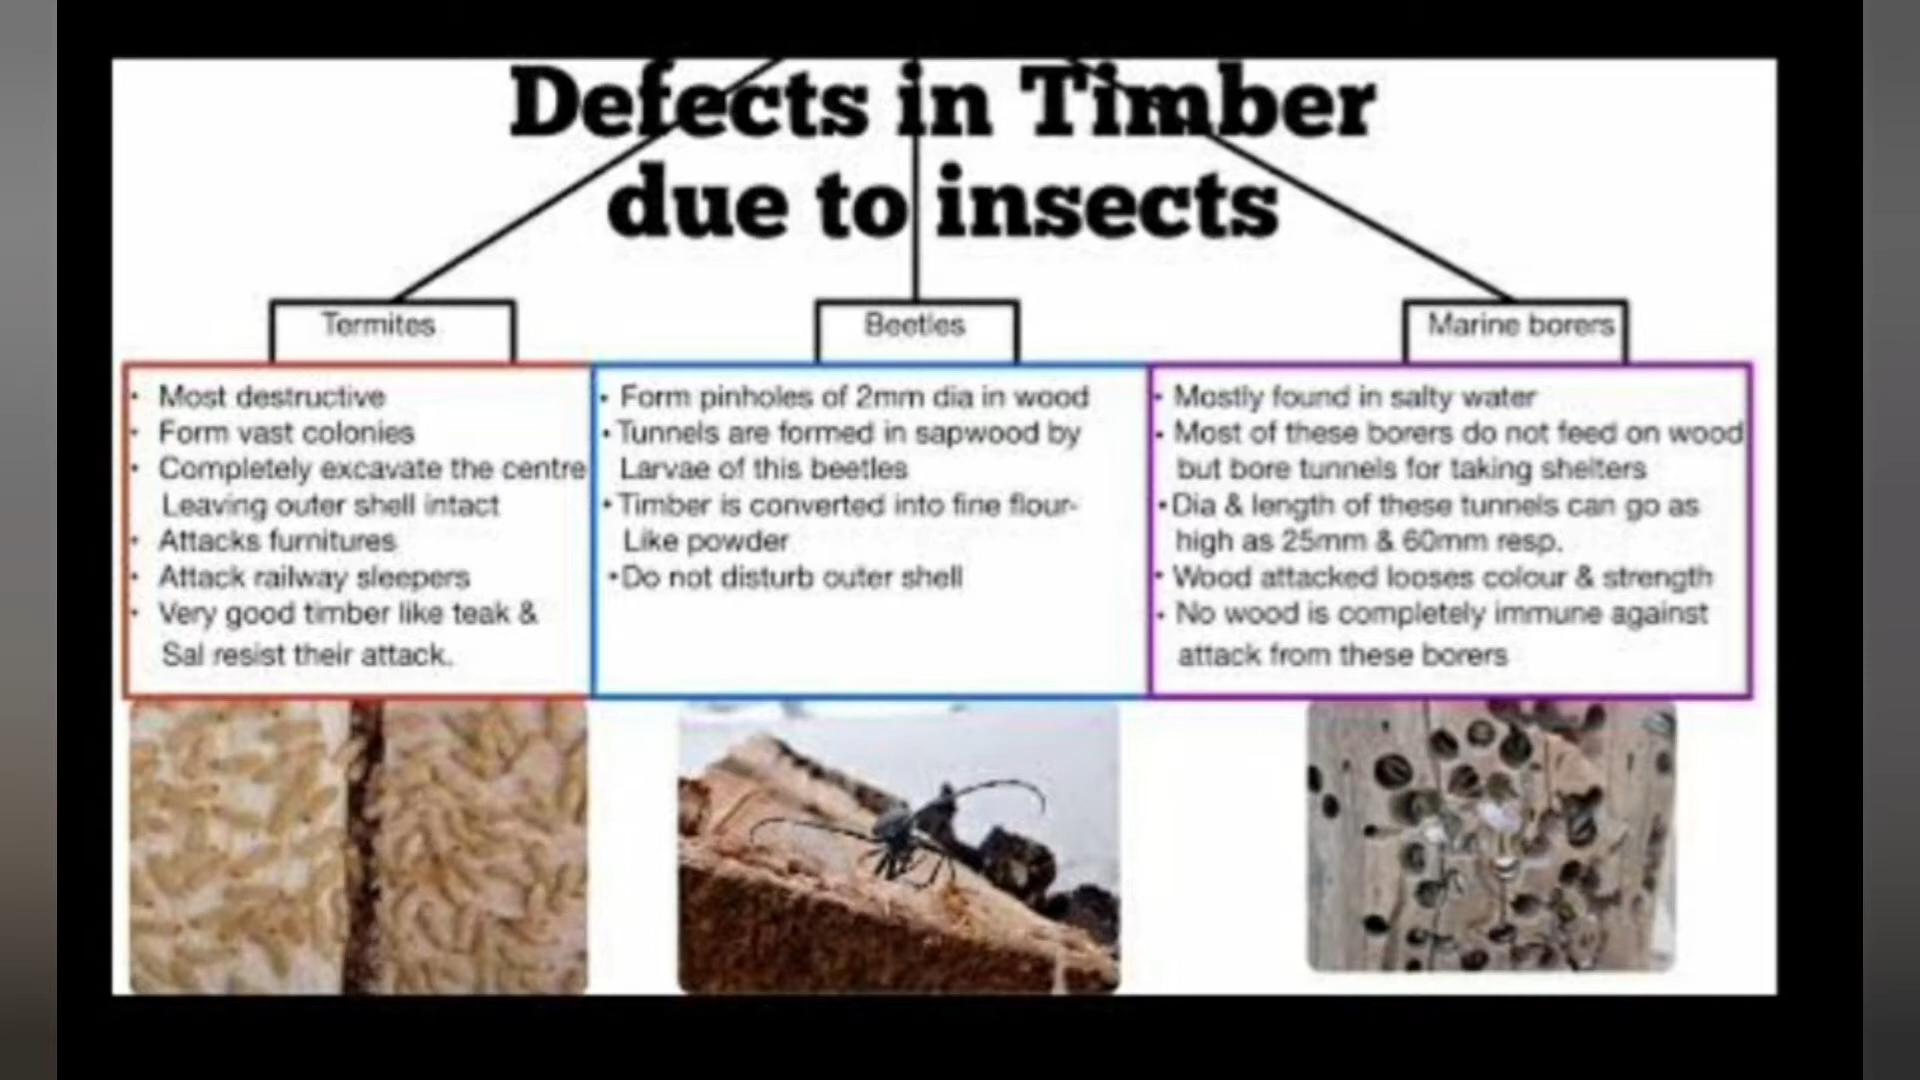 Defects in Timber
due to insects
Termites
• Most destructive
• Form vast colonies
• Completely excavate the centre
Leaving outer shell intact
• Attacks furnitures
• Attack railway sleepers
• Very good timber like teak &
Sal resist their attack.
Beetles
• Form pinholes of 2mm dia in wood
• Tunnels are formed in sapwood by
Larvae of this beetles
• Timber is converted into fine flour-
Like powder
• Do not disturb outer shell
Marine borers
• Mostly found in salty water
• Most of these borers do not feed on wood
but bore tunnels for taking shelters
• Dia & length of these tunnels can go as
high as 25mm & 60mm resp.
• Wood attacked looses colour & strength
• No wood is completely immune against
attack from these borers